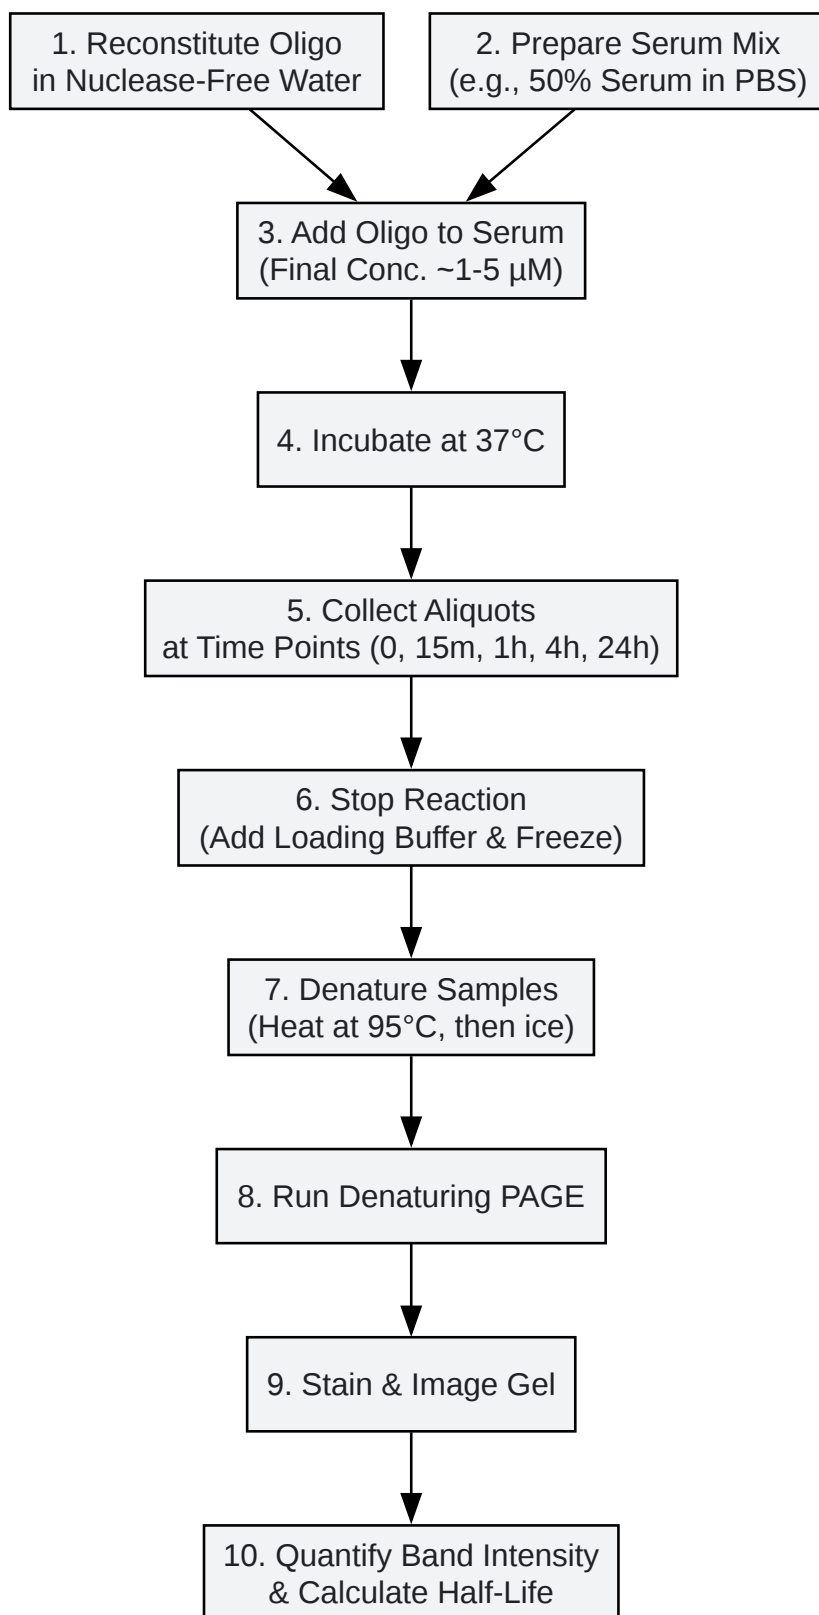 1. Reconstitute Oligo
in Nuclease-Free Water
2. Prepare Serum Mix
(e.g., 50% Serum in PBS)
3. Add Oligo to Serum
(Final Conc. ~1-5 µM)
4. Incubate at 37°C
5. Collect Aliquots
at Time Points (0, 15m, 1h, 4h, 24h)
6. Stop Reaction
(Add Loading Buffer & Freeze)
7. Denature Samples
(Heat at 95°C, then ice)
8. Run Denaturing PAGE
9. Stain & Image Gel
10. Quantify Band Intensity
& Calculate Half-Life